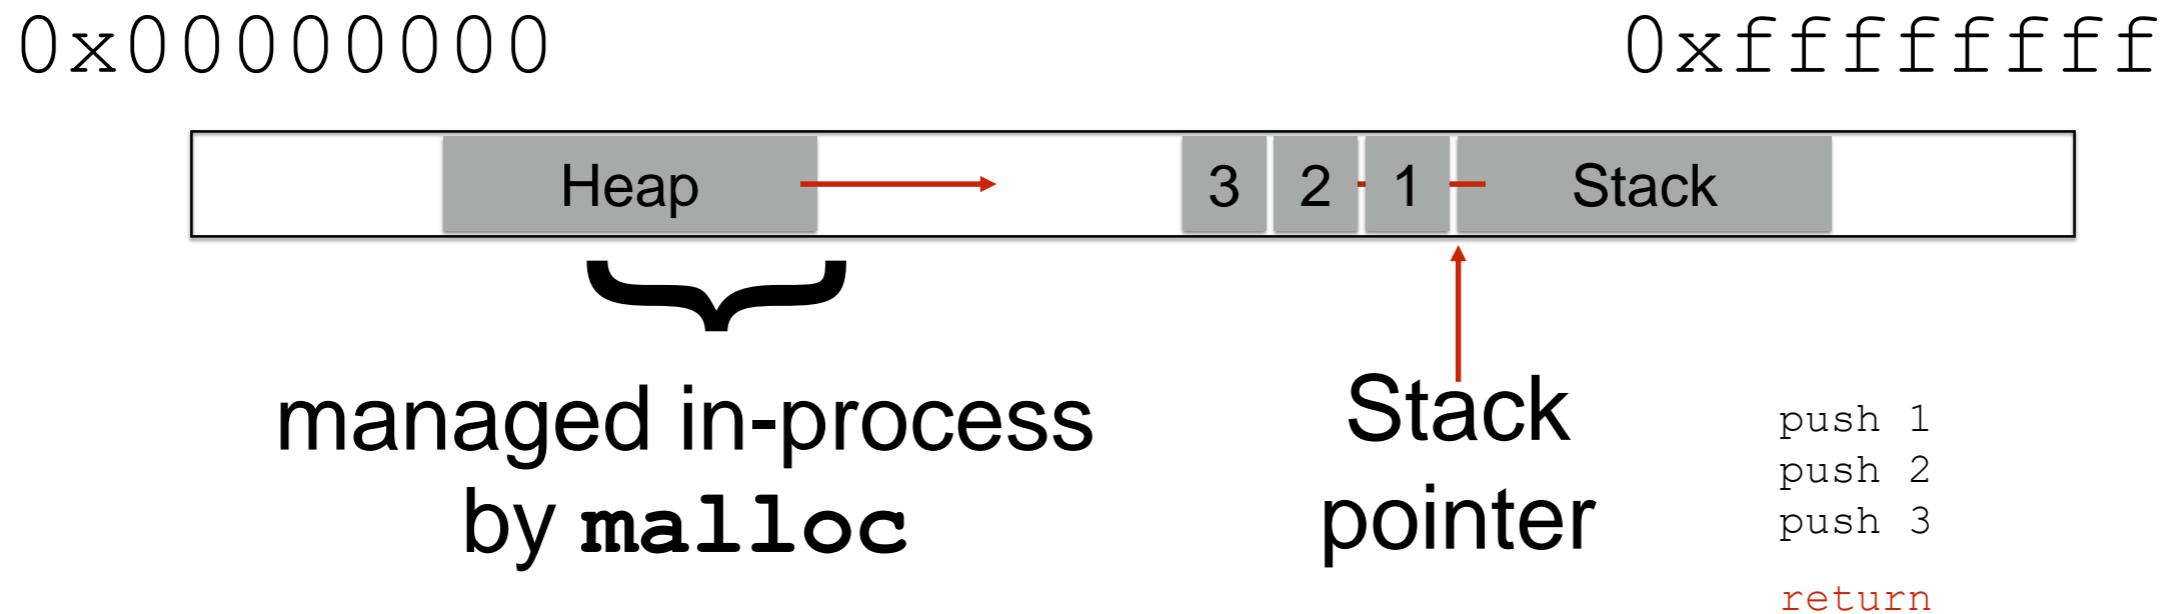 0x00000000 0xffffffff
Heap 3 2 1 Stack
managed in-process
by malloc
Stack
pointer
push 1
push 2
push 3
return